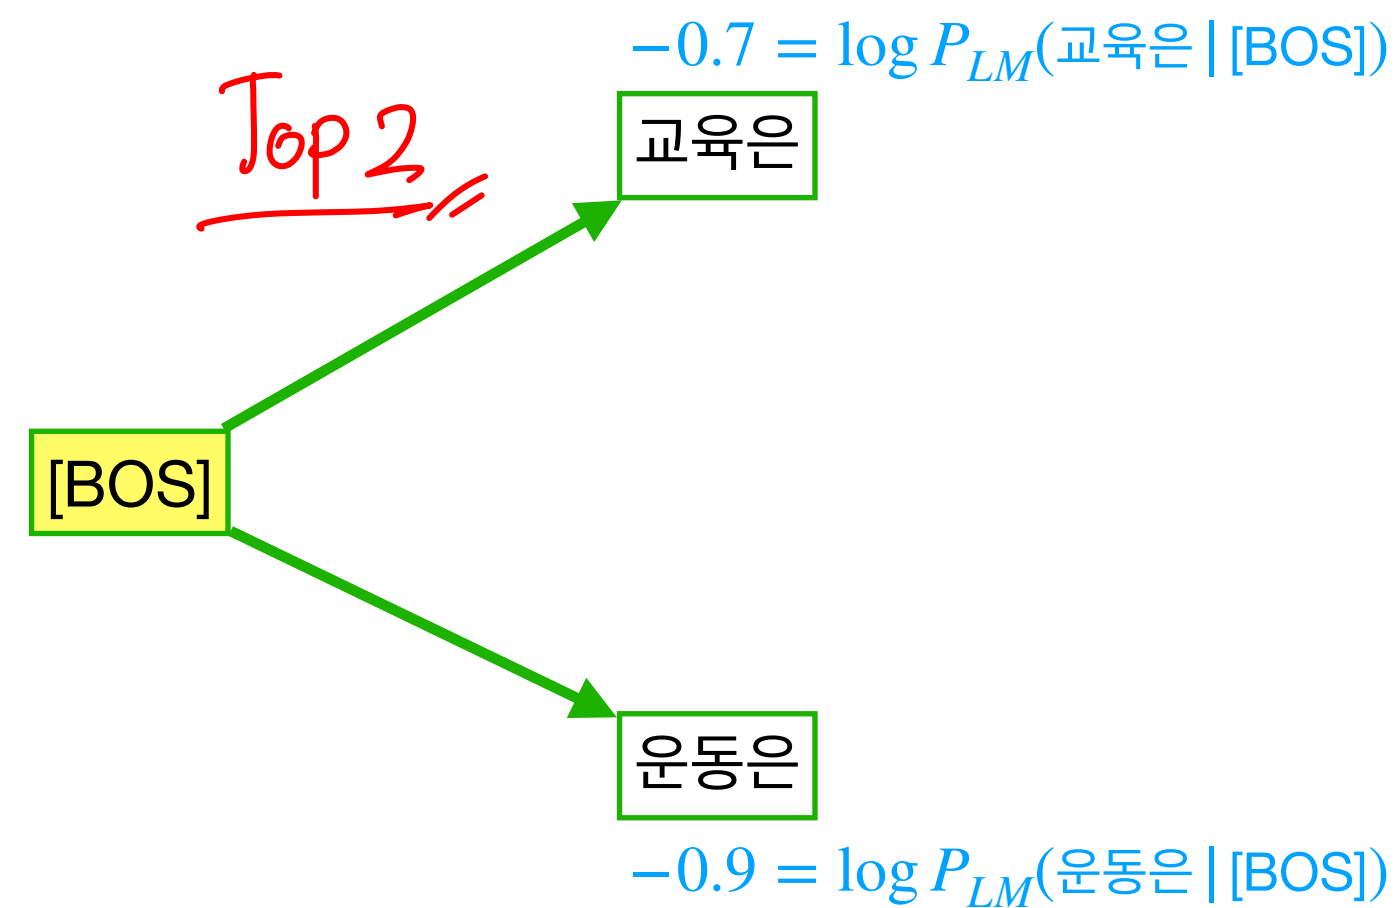 −0.7 = log P_LM(교육은 | [BOS])
Top 2
교육은
[BOS]
운동은
−0.9 = log P_LM(운동은 | [BOS])